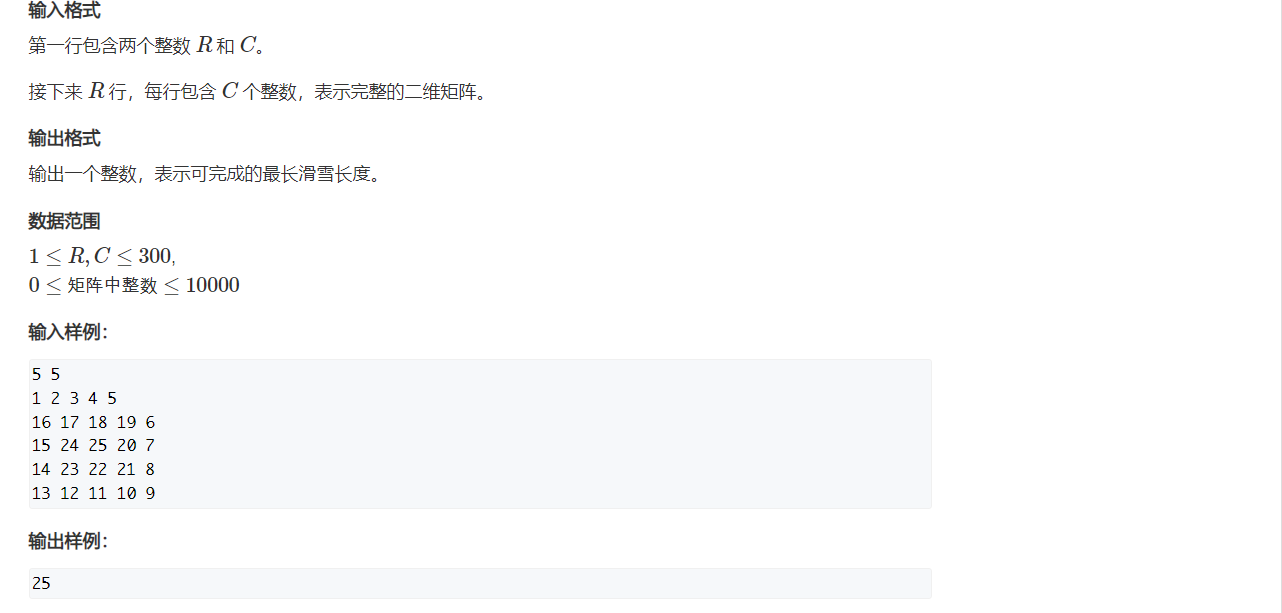 输入格式
第一行包含两个整数 R 和 C。
接下来 R 行，每行包含 C 个整数，表示完整的二维矩阵。
输出格式
输出一个整数，表示可完成的最长滑雪长度。
数据范围
1 ≤ R, C ≤ 300,
0 ≤ 矩阵中整数 ≤ 10000
输入样例：
5 5
1 2 3 4 5
16 17 18 19 6
15 24 25 20 7
14 23 22 21 8
13 12 11 10 9
输出样例：
25